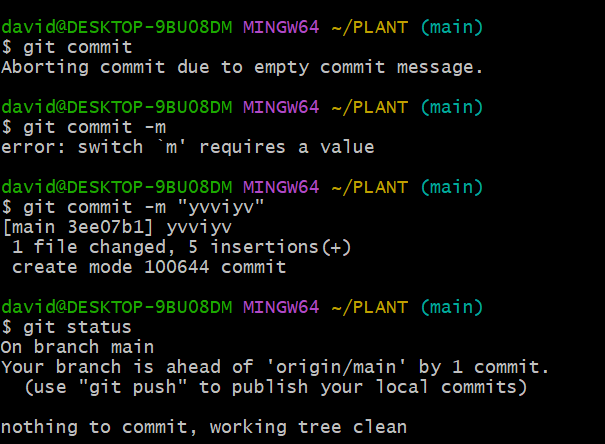 david@DESKTOP-9BU08DM MINGW64 ~/PLANT (main)
$ git commit
Aborting commit due to empty commit message.
david@DESKTOP-9BU08DM MINGW64 ~/PLANT (main)
$ git commit -m
error: switch `m' requires a value
david@DESKTOP-9BU08DM MINGW64 ~/PLANT (main)
$ git commit -m "yvviyv"
[main 3ee07b1] yvviyv
 1 file changed, 5 insertions(+)
 create mode 100644 commit
david@DESKTOP-9BU08DM MINGW64 ~/PLANT (main)
$ git status
On branch main
Your branch is ahead of 'origin/main' by 1 commit.
  (use "git push" to publish your local commits)
nothing to commit, working tree clean